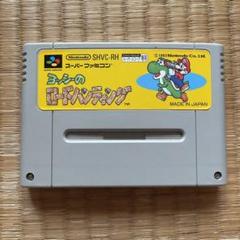 Nintendo
SHVC-RH
© 1993 Nintendo Co., Ltd.
スーパーファミコン
ヨッシーの
ロードハンティング
MADE IN JAPAN